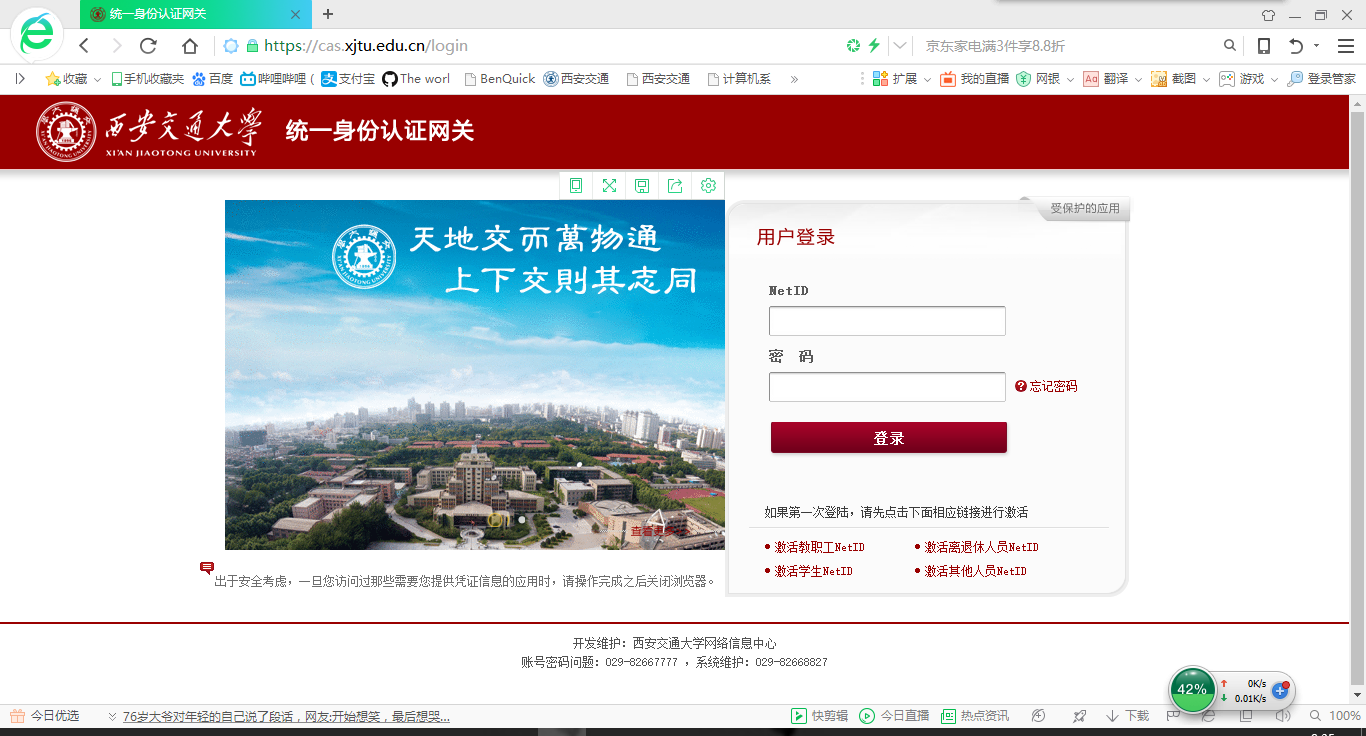 统一身份认证网关
https://cas.xjtu.edu.cn/login
京东家电满3件享8.8折
收藏 手机收藏夹 百度 哔哩哔哩 ( 支付宝 The worl BenQuick 西安交通 西安交通 计算机系 » 扩展 我的直播 网银 翻译 截图 游戏 登录管家
西安交通大学 统一身份认证网关
XI'AN JIAOTONG UNIVERSITY
受保护的应用
天地交而萬物通
上下交則其志同
用户登录
NetID
密 码
忘记密码
登录
查看更多
如果第一次登陆，请先点击下面相应链接进行激活
激活教职工NetID 激活离退休人员NetID
激活学生NetID 激活其他人员NetID
出于安全考虑，一旦您访问过那些需要您提供凭证信息的应用时，请操作完成之后关闭浏览器。
开发维护：西安交通大学网络信息中心
账号密码问题：029-82667777 ，系统维护：029-82668827
42% 0K/s
0.01K/s
今日优选 76岁大爷对年轻的自己说了段话，网友:开始想笑，最后想哭... 快剪辑 今日直播 热点资讯 下载 100%